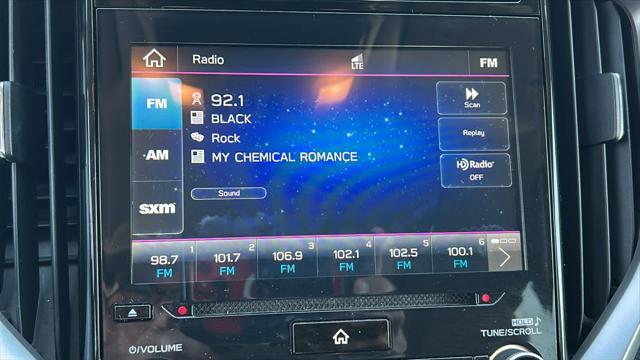 Radio
LTE
FM
FM
AM
sxm
92.1
BLACK
Rock
MY CHEMICAL ROMANCE
Sound
Scan
Replay
HD Radio
OFF
1 2 3 4 5 6
98.7 101.7 106.9 102.1 102.5 100.1
FM FM FM FM FM FM
/VOLUME
HOLD
TUNE/SCROLL